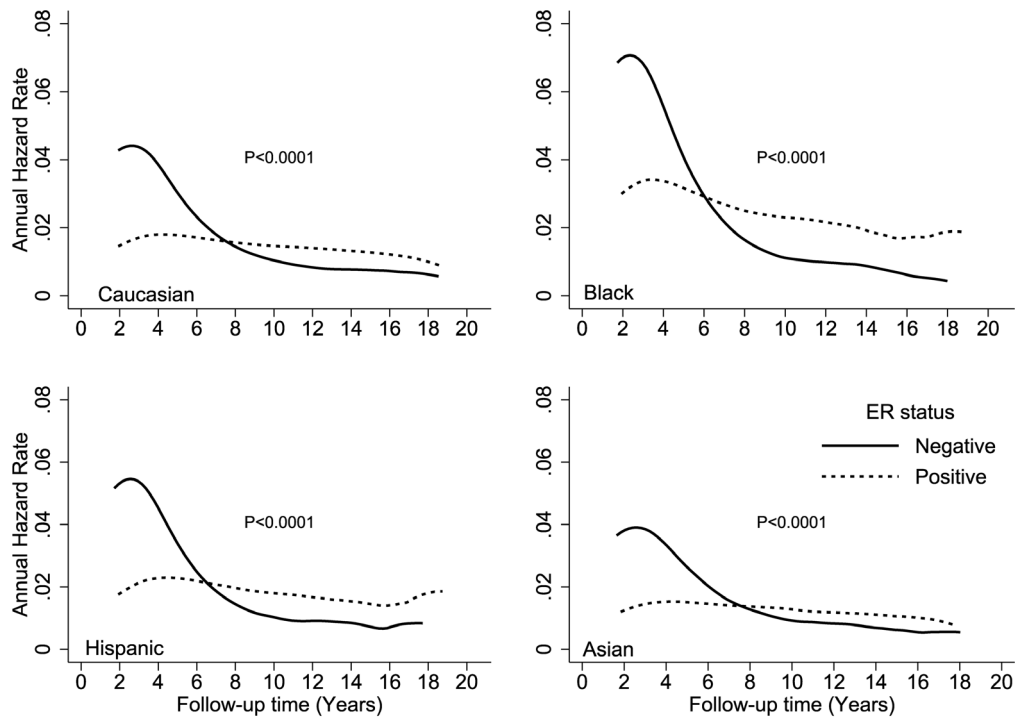 Annual Hazard Rate
.08
.06
.04
.02
0
P<0.0001
Caucasian
0 2 4 6 8 10 12 14 16 18 20
.08
.06
.04
.02
0
P<0.0001
Black
0 2 4 6 8 10 12 14 16 18 20
Annual Hazard Rate
.08
.06
.04
.02
0
P<0.0001
Hispanic
0 2 4 6 8 10 12 14 16 18 20
Follow-up time (Years)
.08
.06
.04
.02
0
ER status
Negative
Positive
P<0.0001
Asian
0 2 4 6 8 10 12 14 16 18 20
Follow-up time (Years)